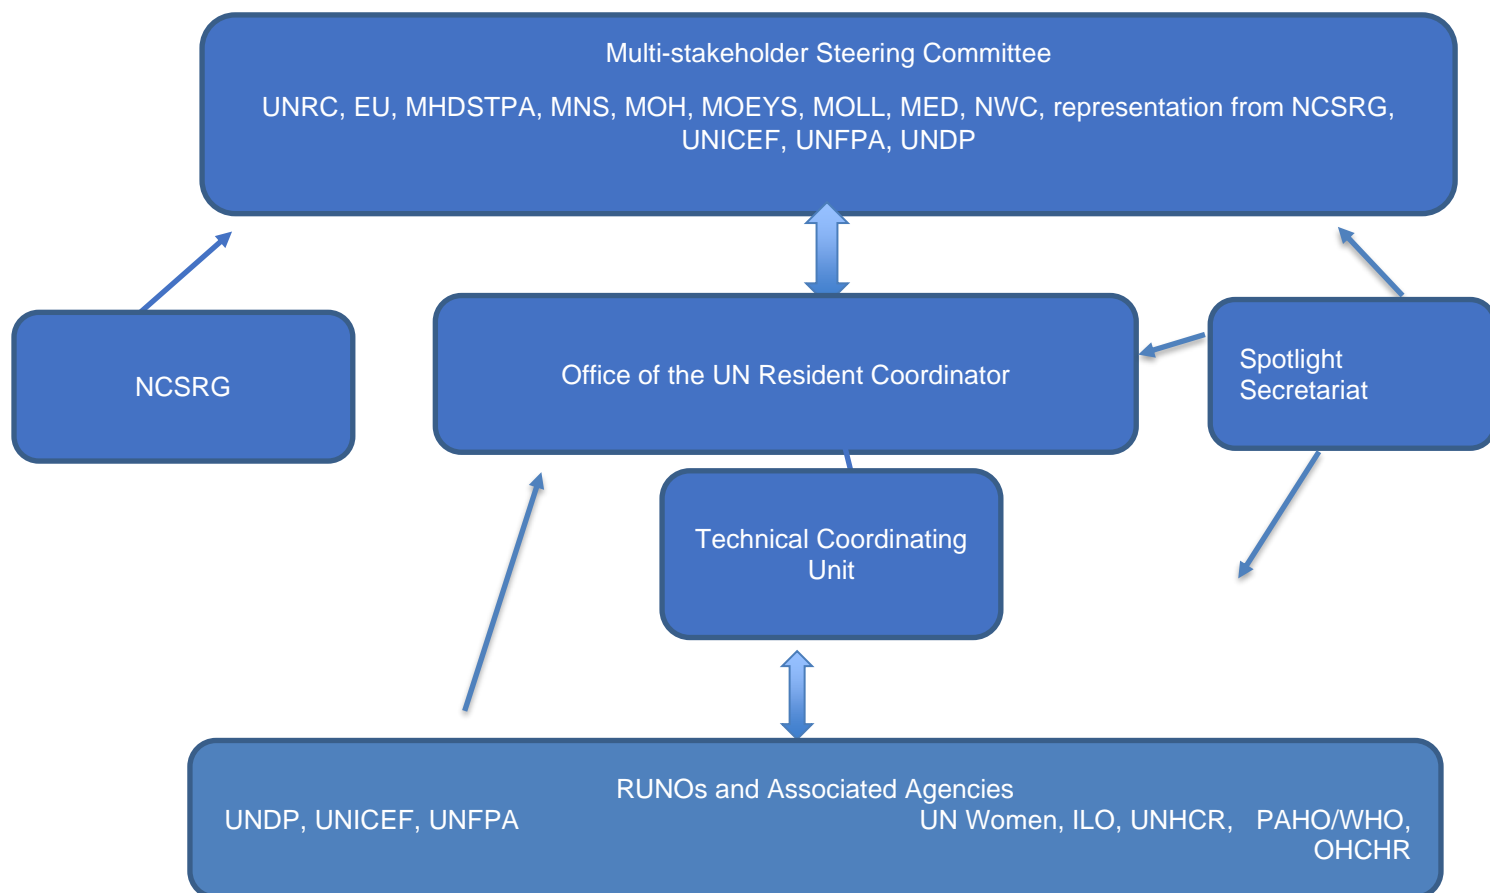 Multi-stakeholder Steering Committee
UNRC, EU, MHDSTPA, MNS, MOH, MOEYS, MOLL, MED, NWC, representation from NCSRG,
UNICEF, UNFPA, UNDP
NCSRG
Office of the UN Resident Coordinator
Spotlight
Secretariat
Technical Coordinating
Unit
RUNOs and Associated Agencies
UNDP, UNICEF, UNFPA UN Women, ILO, UNHCR, PAHO/WHO,
OHCHR